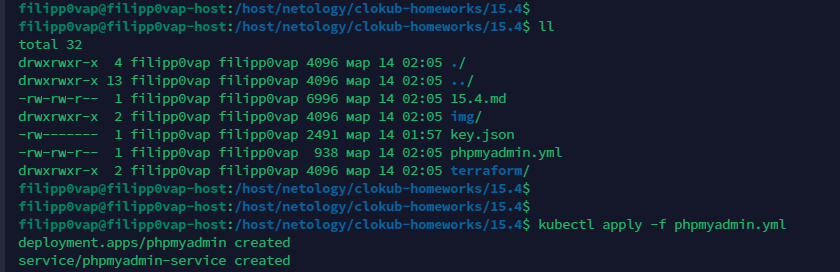 filipp0vap@filipp0vap-host:/host/netology/clokub-homeworks/15.4$
filipp0vap@filipp0vap-host:/host/netology/clokub-homeworks/15.4$ ll
total 32
drwxrwxr-x  4 filipp0vap filipp0vap 4096 мар 14 02:05 ./
drwxrwxr-x 13 filipp0vap filipp0vap 4096 мар 14 02:05 ../
-rw-rw-r--  1 filipp0vap filipp0vap 6996 мар 14 02:05 15.4.md
drwxrwxr-x  2 filipp0vap filipp0vap 4096 мар 14 02:05 img/
-rw-------  1 filipp0vap filipp0vap 2491 мар 14 01:57 key.json
-rw-rw-r--  1 filipp0vap filipp0vap  938 мар 14 02:05 phpmyadmin.yml
drwxrwxr-x  2 filipp0vap filipp0vap 4096 мар 14 02:05 terraform/
filipp0vap@filipp0vap-host:/host/netology/clokub-homeworks/15.4$
filipp0vap@filipp0vap-host:/host/netology/clokub-homeworks/15.4$
filipp0vap@filipp0vap-host:/host/netology/clokub-homeworks/15.4$ kubectl apply -f phpmyadmin.yml
deployment.apps/phpmyadmin created
service/phpmyadmin-service created